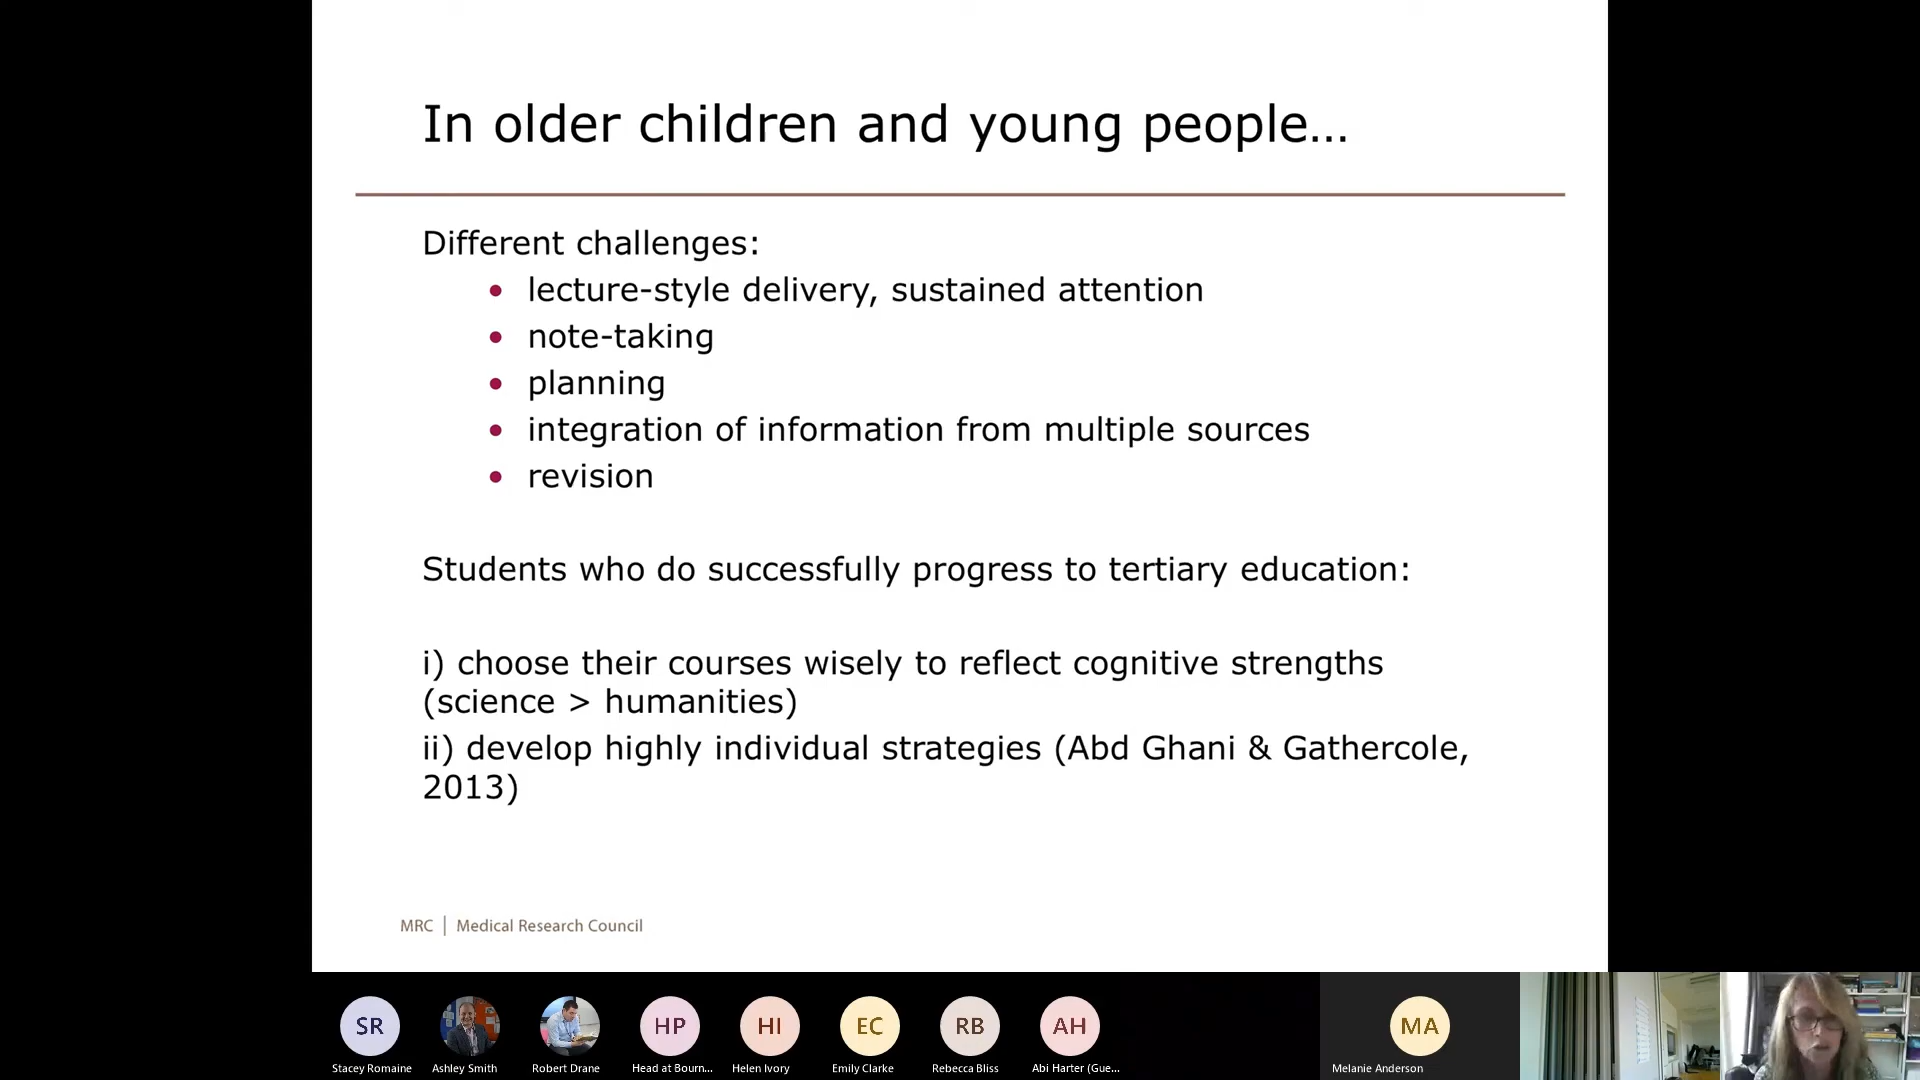 In older children and young people…
Different challenges:
• lecture-style delivery, sustained attention
• note-taking
• planning
• integration of information from multiple sources
• revision
Students who do successfully progress to tertiary education:
i) choose their courses wisely to reflect cognitive strengths
(science > humanities)
ii) develop highly individual strategies (Abd Ghani & Gathercole,
2013)
MRC | Medical Research Council
SR
HP
HI
EC
RB
AH
MA
Stacey Romaine
Ashley Smith
Robert Drane
Head at Bourn...
Helen Ivory
Emily Clarke
Rebecca Bliss
Abi Harter (Gue...
Melanie Anderson